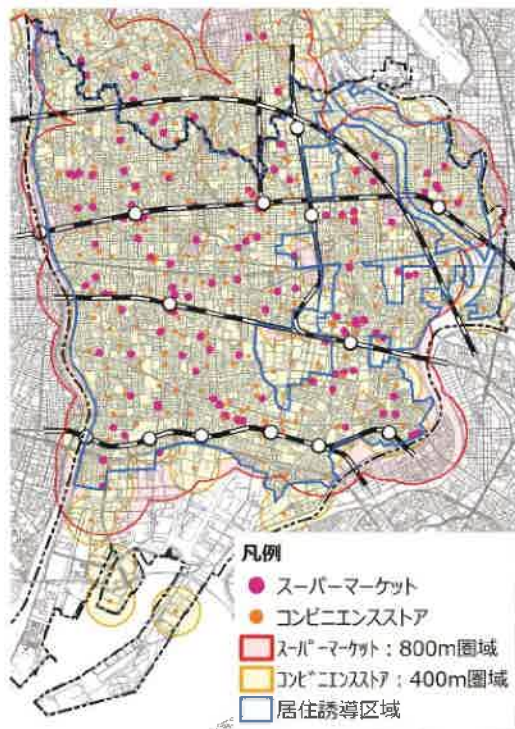 凡例
スーパーマーケット
コンビニエンスストア
スーパーマーケット：800m圏域
コンビニエンスストア：400m圏域
居住誘導区域